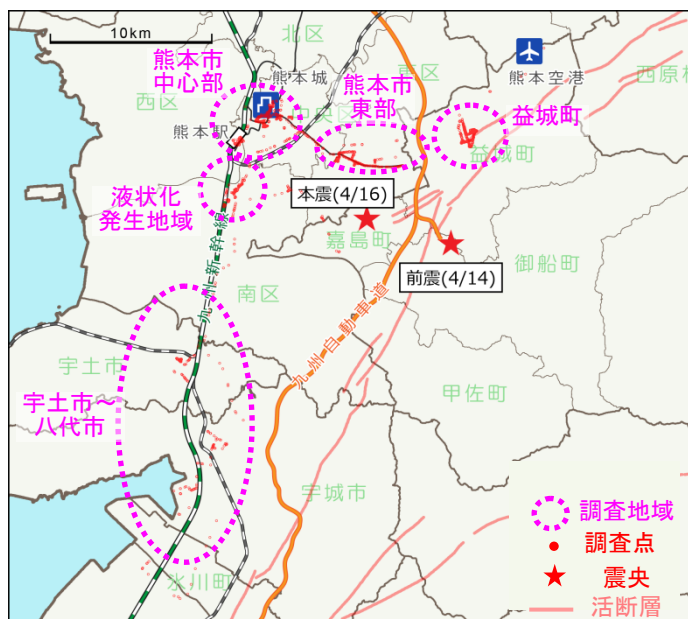 10km
北区
熊本市
中心部
熊本城
熊本市
東部
東区
熊本空港
西原村
西区
中央区
熊本駅
益城町
益城町
液状化
発生地域
本震(4/16)
嘉島町
前震(4/14)
御船町
九州新幹線
南区
九州自動車道
宇土市
甲佐町
宇土市～
八代市
宇城市
氷川町
調査地域
調査点
震央
活断層